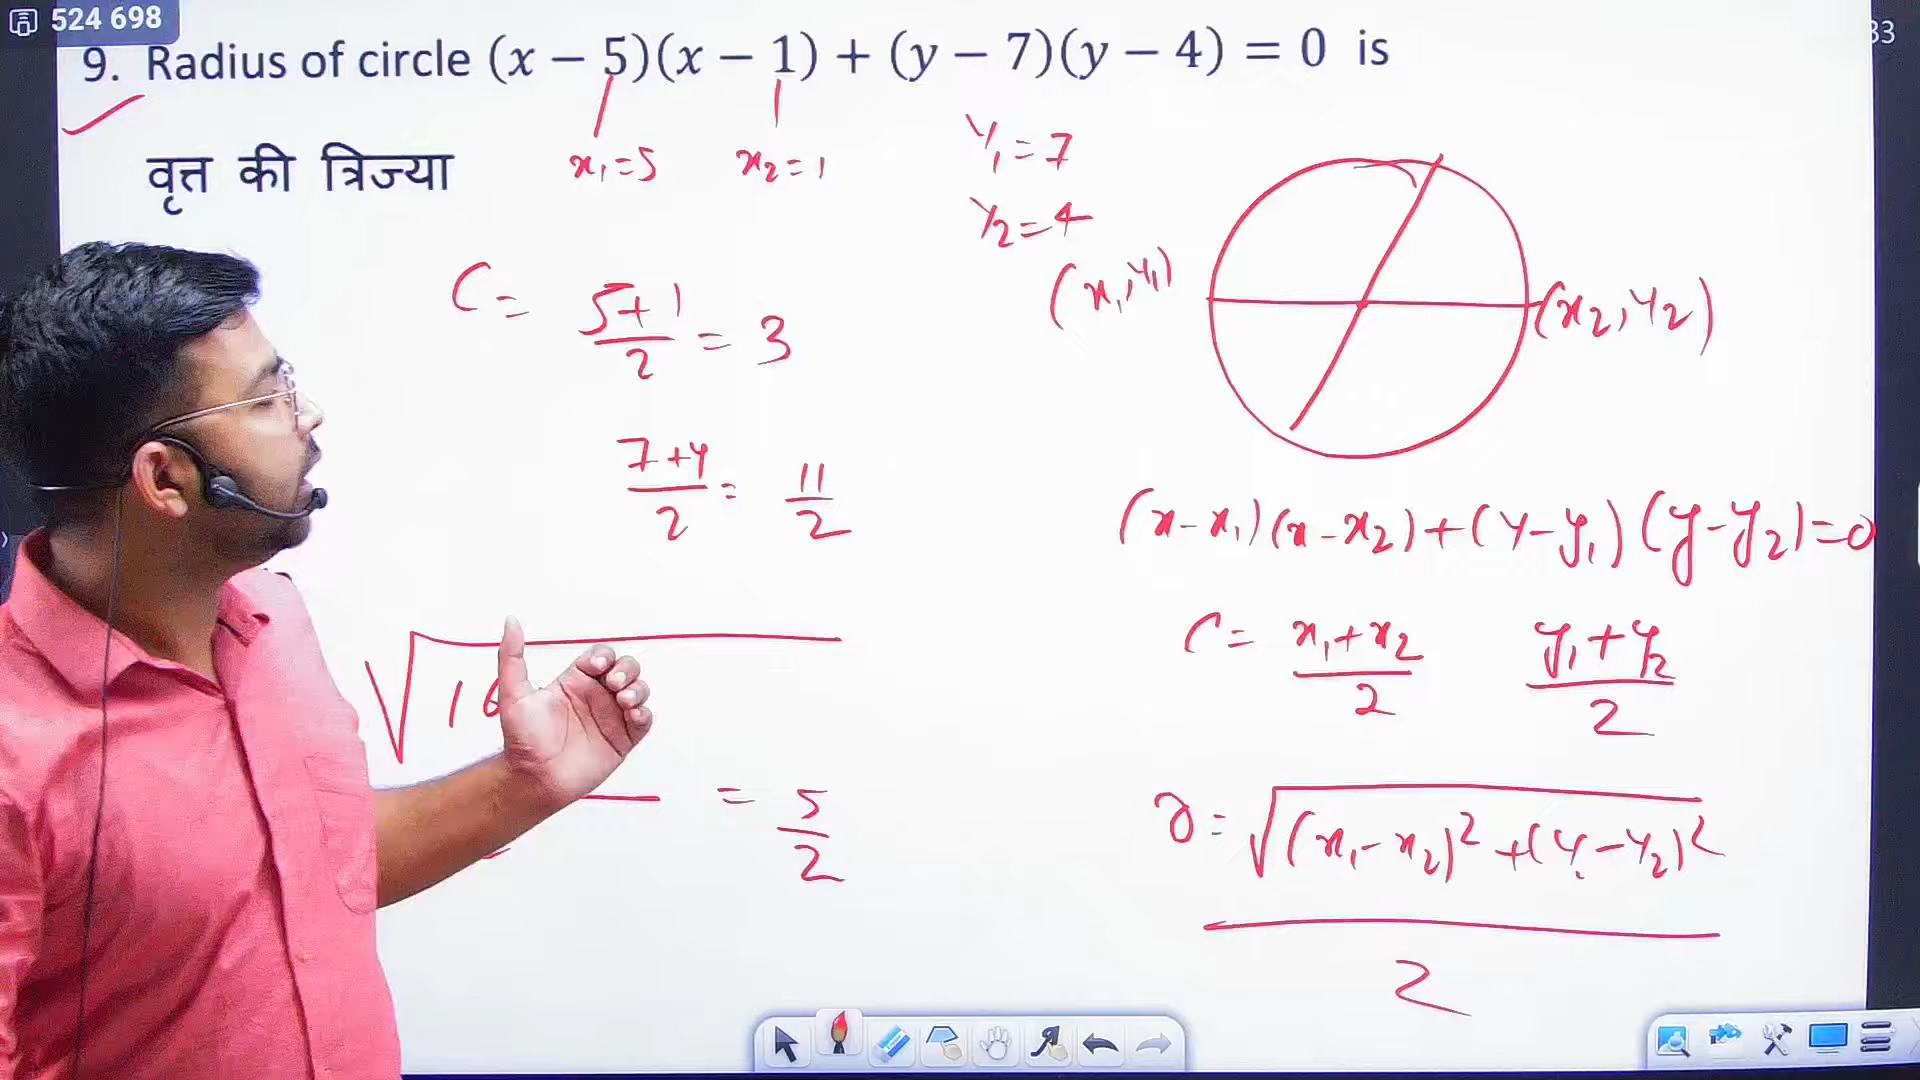 524 698
33
9. Radius of circle (x − 5)(x − 1) + (y − 7)(y − 4) = 0 is
वृत्त की त्रिज्या
x₁=5 x₂=1
y₁=7
y₂=4
(x₁,y₁)
(x₂,y₂)
C= 5+1/2 = 3
7+4/2 = 11/2
(x-x₁)(x-x₂)+(y-y₁)(y-y₂)=0
C= x₁+x₂/2 y₁+y₂/2
√16
= 5/2
r= √(x₁-x₂)²+(y₁-y₂)²
2